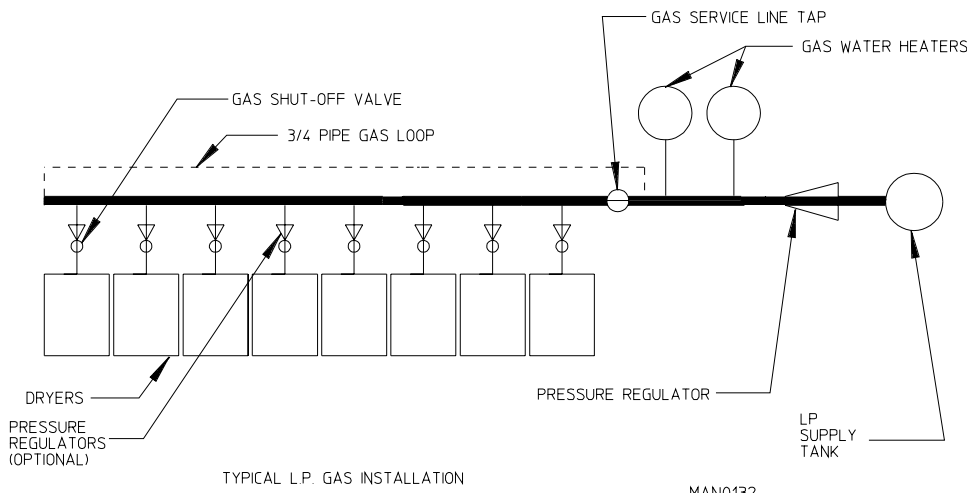 GAS SERVICE LINE TAP
GAS WATER HEATERS
GAS SHUT-OFF VALVE
3/4 PIPE GAS LOOP
DRYERS
PRESSURE REGULATOR
PRESSURE
REGULATORS
(OPTIONAL)
LP
SUPPLY
TANK
TYPICAL L.P. GAS INSTALLATION
MAN0132